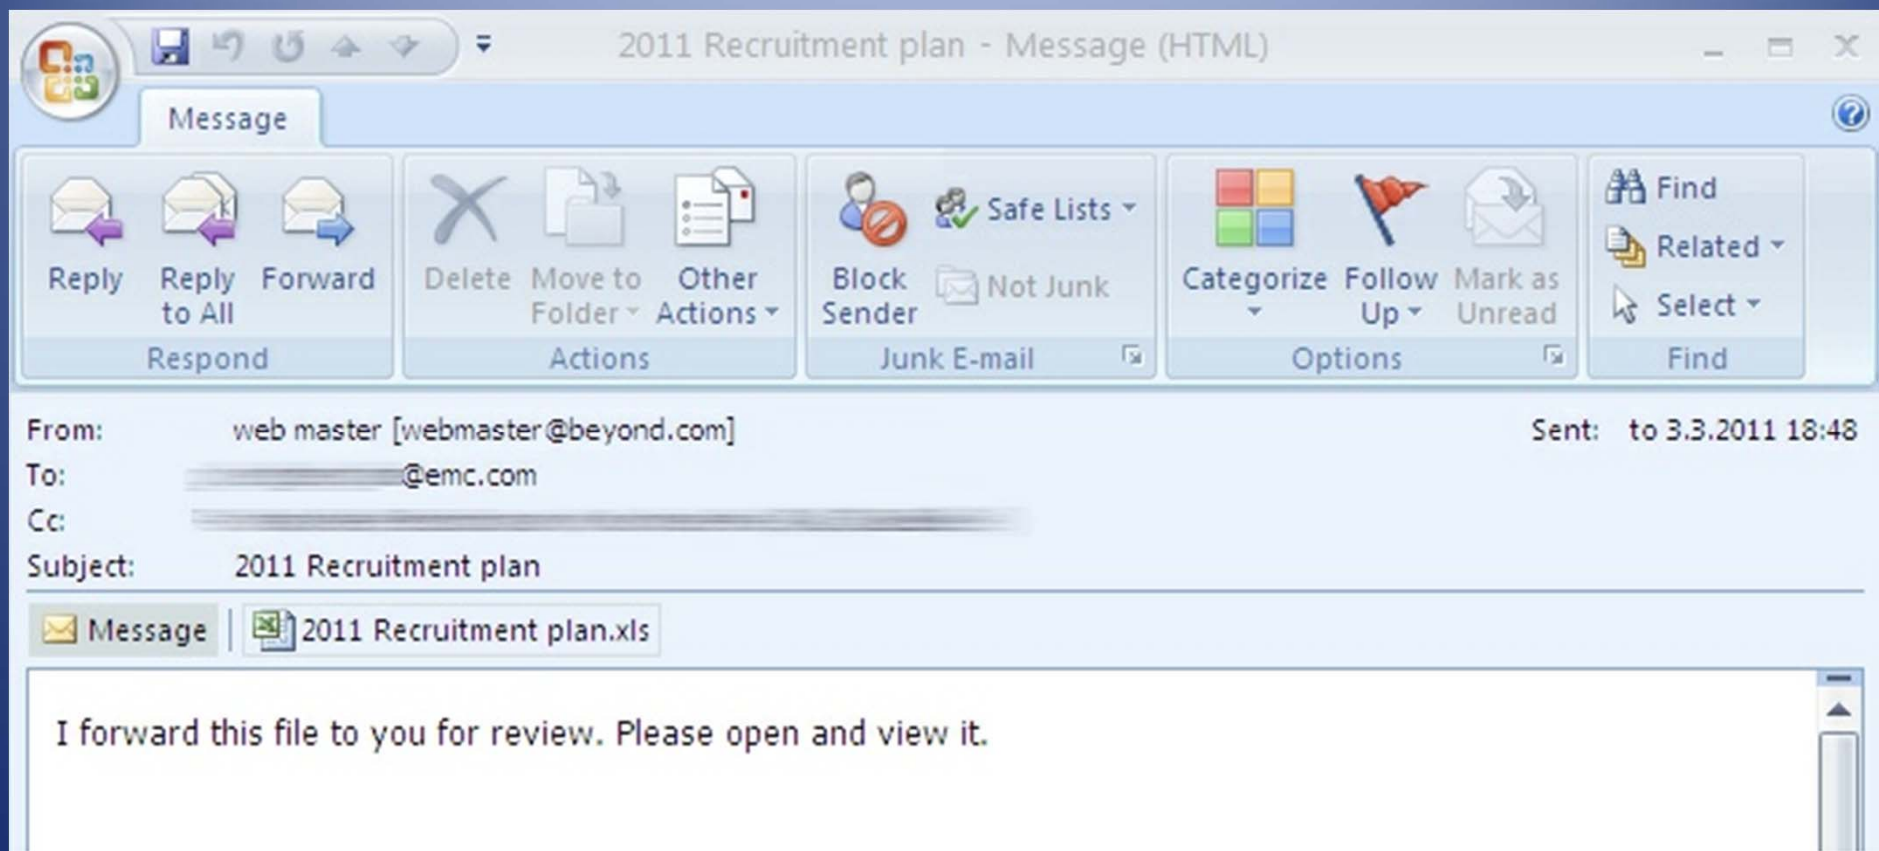 2011 Recruitment plan - Message (HTML)
Message
Reply
Reply to All
Forward
Respond
Delete
Move to Folder
Other Actions
Actions
Block Sender
Safe Lists
Not Junk
Junk E-mail
Categorize
Follow Up
Mark as Unread
Options
Find
Related
Select
Find
From: web master [webmaster@beyond.com] Sent: to 3.3.2011 18:48
To: @emc.com
Cc:
Subject: 2011 Recruitment plan
Message 2011 Recruitment plan.xls
I forward this file to you for review. Please open and view it.